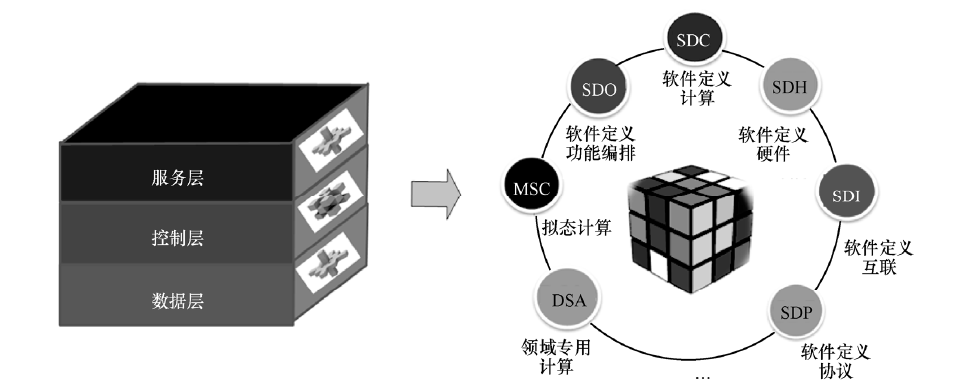 服务层
控制层
数据层
SDC
软件定义
计算
SDH
软件定义
硬件
SDI
软件定义
互联
SDP
软件定义
协议
...
DSA
领域专用
计算
MSC
拟态计算
SDO
软件定义
功能编排